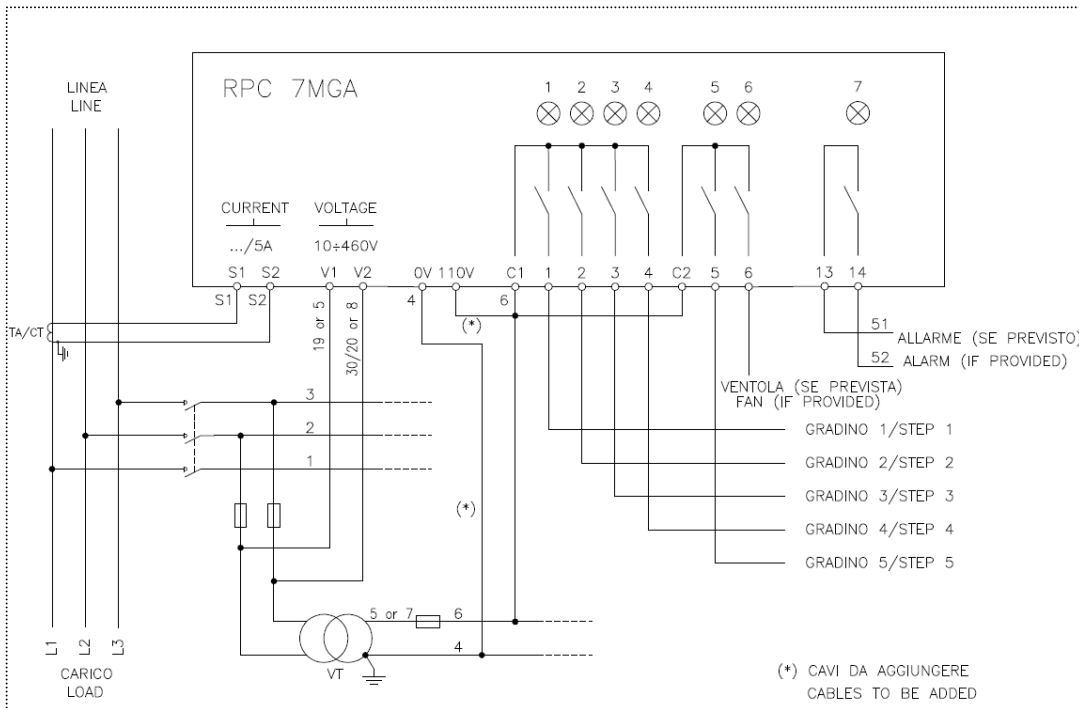 LINEA
LINE
RPC 7MGA
1 2 3 4 5 6 7
CURRENT VOLTAGE
.../5A 10÷460V
S1 S2 V1 V2 0V 110V C1 1 2 3 4 C2 5 6 13 14
S1 S2 4 6
19 or 5
30/20 or 8
(*)
TA/CT
51
ALLARME (SE PREVISTO)
52 ALARM (IF PROVIDED)
VENTOLA (SE PREVISTA)
FAN (IF PROVIDED)
3
2
1
GRADINO 1/STEP 1
GRADINO 2/STEP 2
GRADINO 3/STEP 3
GRADINO 4/STEP 4
GRADINO 5/STEP 5
(*)
5 or 7 6
4
VT
L1 L2 L3
CARICO
LOAD
(*) CAVI DA AGGIUNGERE
CABLES TO BE ADDED